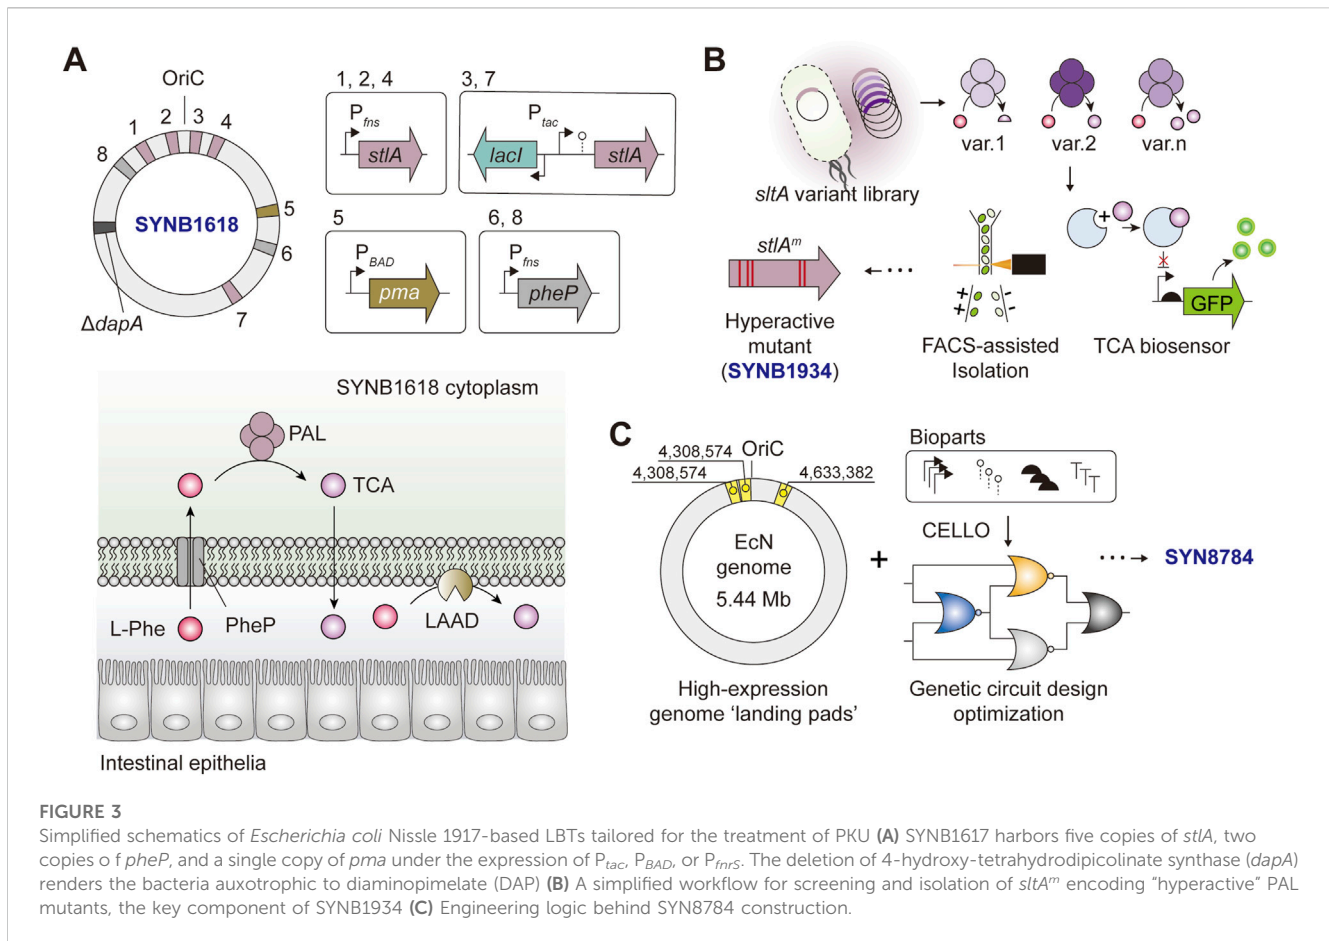 A
OriC
1
2
3
4
8
5
6
7
SYNB1618
ΔdapA
1, 2, 4
Pfns
stlA
3, 7
Ptac
lacI
stlA
5
PBAD
pma
6, 8
Pfns
pheP
SYNB1618 cytoplasm
PAL
TCA
L-Phe
PheP
LAAD
Intestinal epithelia
B
sltA variant library
var.1
var.2
var.n
+
GFP
TCA biosensor
+
+
-
-
FACS-assisted
Isolation
stlAᵐ
Hyperactive
mutant
(SYNB1934)
C
4,308,574
OriC
4,308,574
4,633,382
EcN
genome
5.44 Mb
High-expression
genome ‘landing pads’
+
Bioparts
CELLO
Genetic circuit design
optimization
SYN8784
FIGURE 3
Simplified schematics of Escherichia coli Nissle 1917-based LBTs tailored for the treatment of PKU (A) SYNB1617 harbors five copies of stlA, two
copies o f pheP, and a single copy of pma under the expression of Ptac, PBAD, or PfnrS. The deletion of 4-hydroxy-tetrahydrodipicolinate synthase (dapA)
renders the bacteria auxotrophic to diaminopimelate (DAP) (B) A simplified workflow for screening and isolation of sltAᵐ encoding “hyperactive” PAL
mutants, the key component of SYNB1934 (C) Engineering logic behind SYN8784 construction.